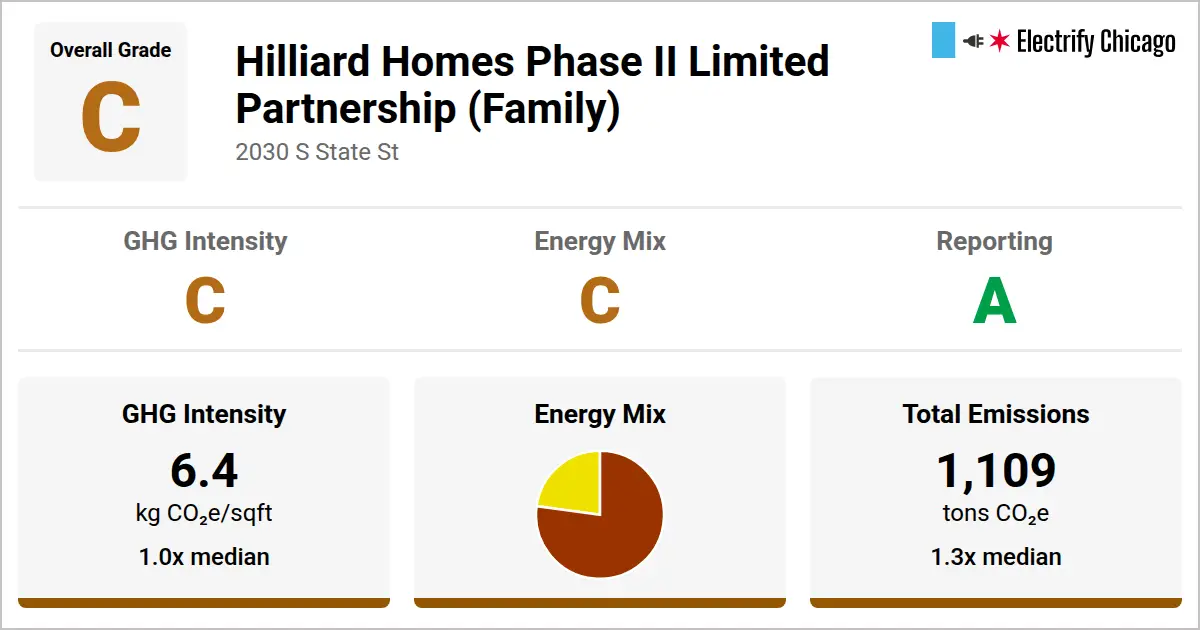 Overall Grade
C
Hilliard Homes Phase II Limited
Partnership (Family)
2030 S State St
Electrify Chicago
GHG Intensity
C
Energy Mix
C
Reporting
A
GHG Intensity
6.4
kg CO₂e/sqft
1.0x median
Energy Mix
Total Emissions
1,109
tons CO₂e
1.3x median